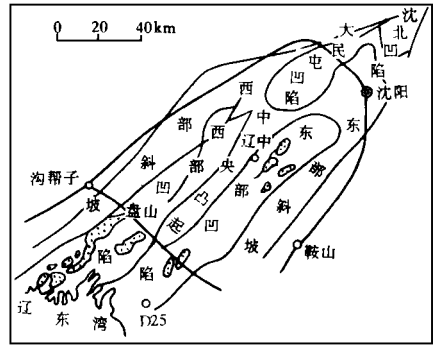 0 20 40 km
大民屯凹陷
沈北凹陷
沈阳
西部斜坡
西部凹陷
中央凸起
辽中
东部凹陷
东部斜坡
沟帮子
盘山
鞍山
辽东湾
D25